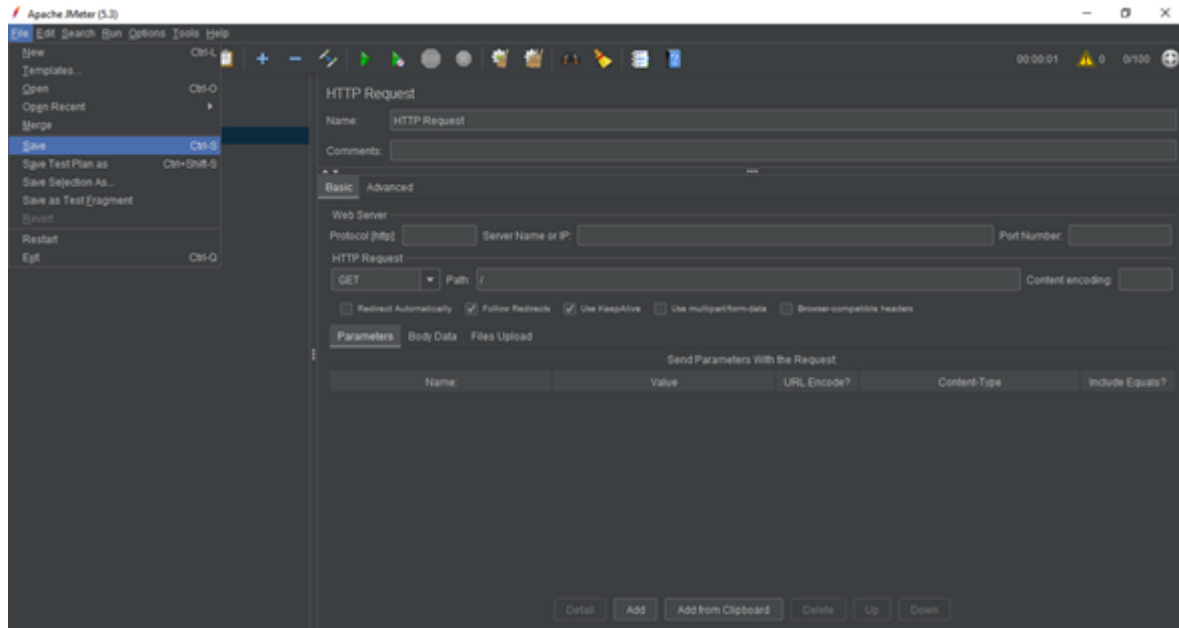 Apache JMeter (5.3)
File Edit Search Run Options Tools Help
New Ctrl-L
Templates...
Open Ctrl-O
Open Recent
Merge
Save Ctrl-S
Save Test Plan as Ctrl+Shift-S
Save Selection As...
Save as Test Fragment
Revert
Restart
Exit Ctrl-Q
00:00:01 0 0/100
HTTP Request
Name: HTTP Request
Comments:
Basic Advanced
Web Server
Protocol [http]: Server Name or IP: Port Number:
HTTP Request
GET Path: / Content encoding:
Redirect Automatically Follow Redirects Use KeepAlive Use multipart/form-data Browser-compatible headers
Parameters Body Data Files Upload
Send Parameters With the Request:
Name: Value URL Encode? Content-Type Include Equals?
Detail Add Add from Clipboard Delete Up Down